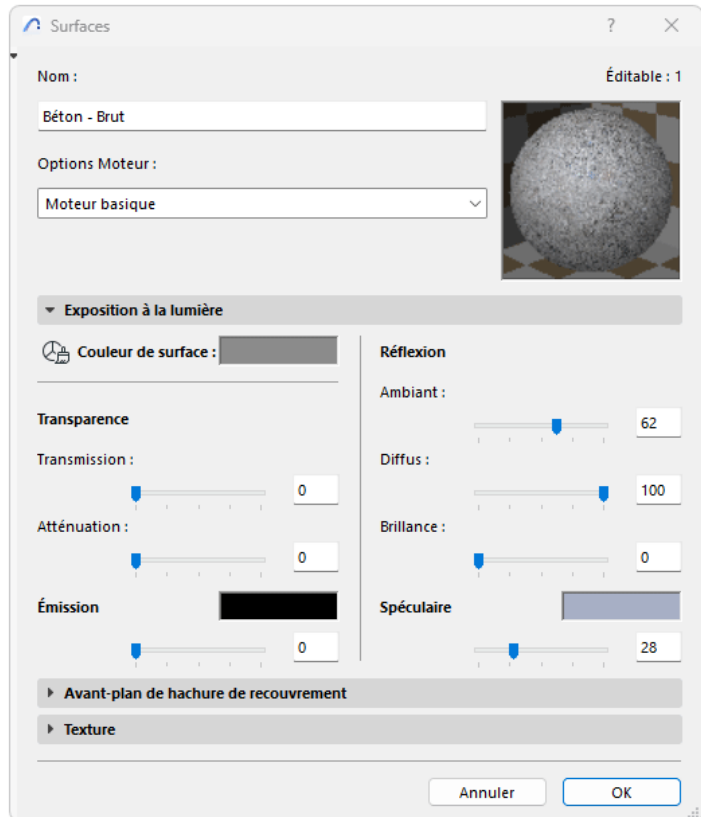 Surfaces
Nom :
Éditable : 1
Béton - Brut
Options Moteur :
Moteur basique
Exposition à la lumière
Couleur de surface :
Réflexion
Ambiant :
62
Transparence
Transmission :
0
Diffus :
100
Atténuation :
0
Brillance :
0
Émission
0
Spéculaire
28
Avant-plan de hachure de recouvrement
Texture
Annuler
OK